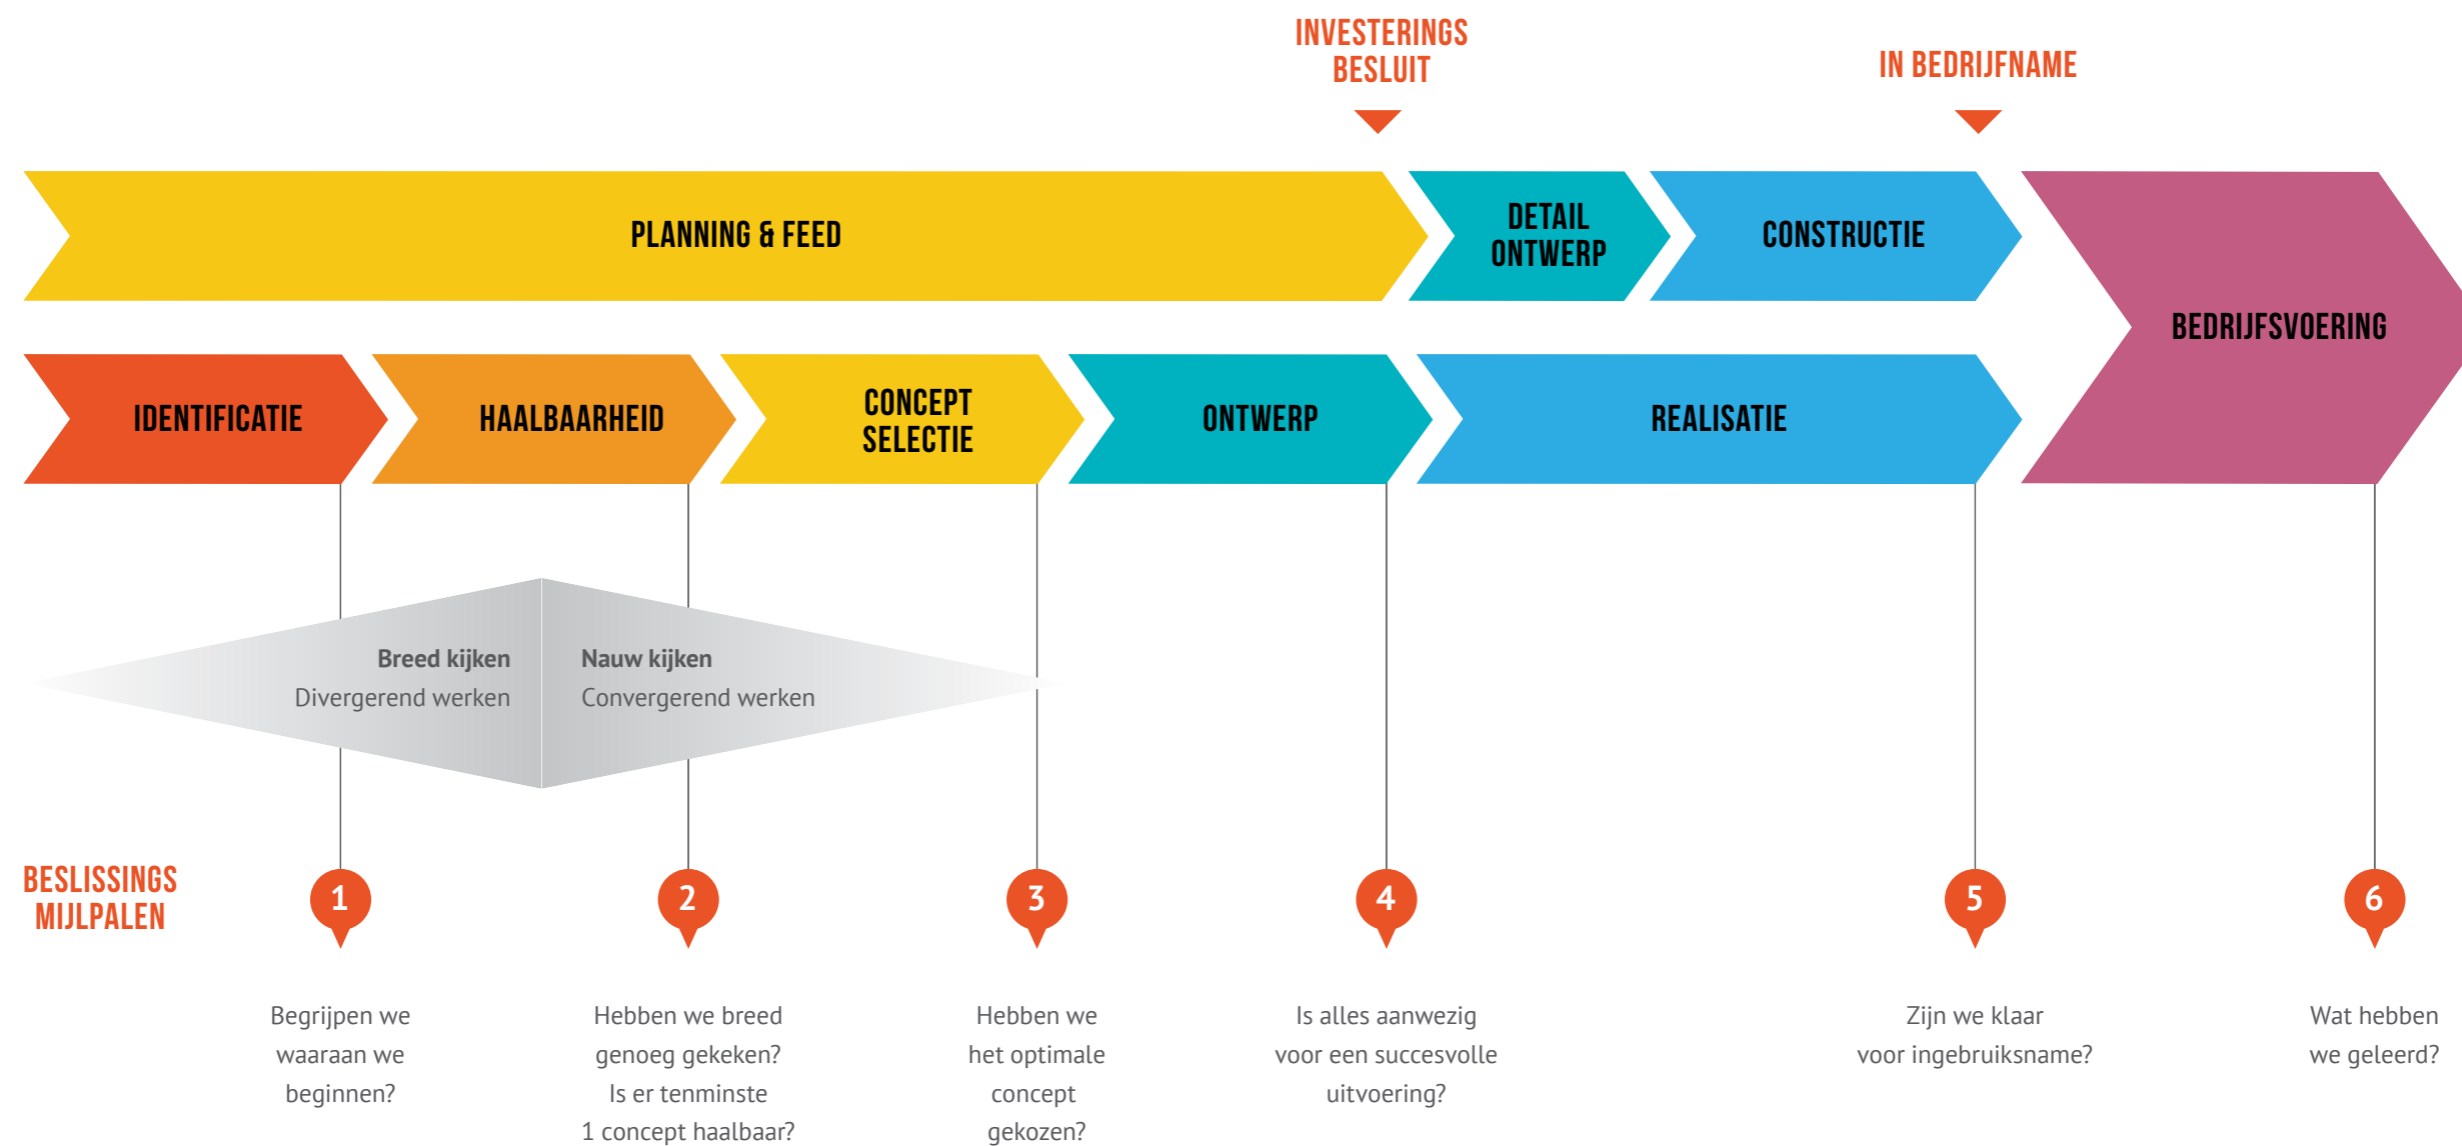 INVESTERINGS
BESLUIT
IN BEDRIJFNAME
PLANNING & FEED
DETAIL
ONTWERP
CONSTRUCTIE
BEDRIJFSVOERING
IDENTIFICATIE
HAALBAARHEID
CONCEPT
SELECTIE
ONTWERP
REALISATIE
Breed kijken
Divergerend werken
Nauw kijken
Convergerend werken
BESLISSINGS
MIJLPALEN
1
2
3
4
5
6
Begrijpen we
waaraan we
beginnen?
Hebben we breed
genoeg gekeken?
Is er tenminste
1 concept haalbaar?
Hebben we
het optimale
concept
gekozen?
Is alles aanwezig
voor een succesvolle
uitvoering?
Zijn we klaar
voor ingebruiksname?
Wat hebben
we geleerd?